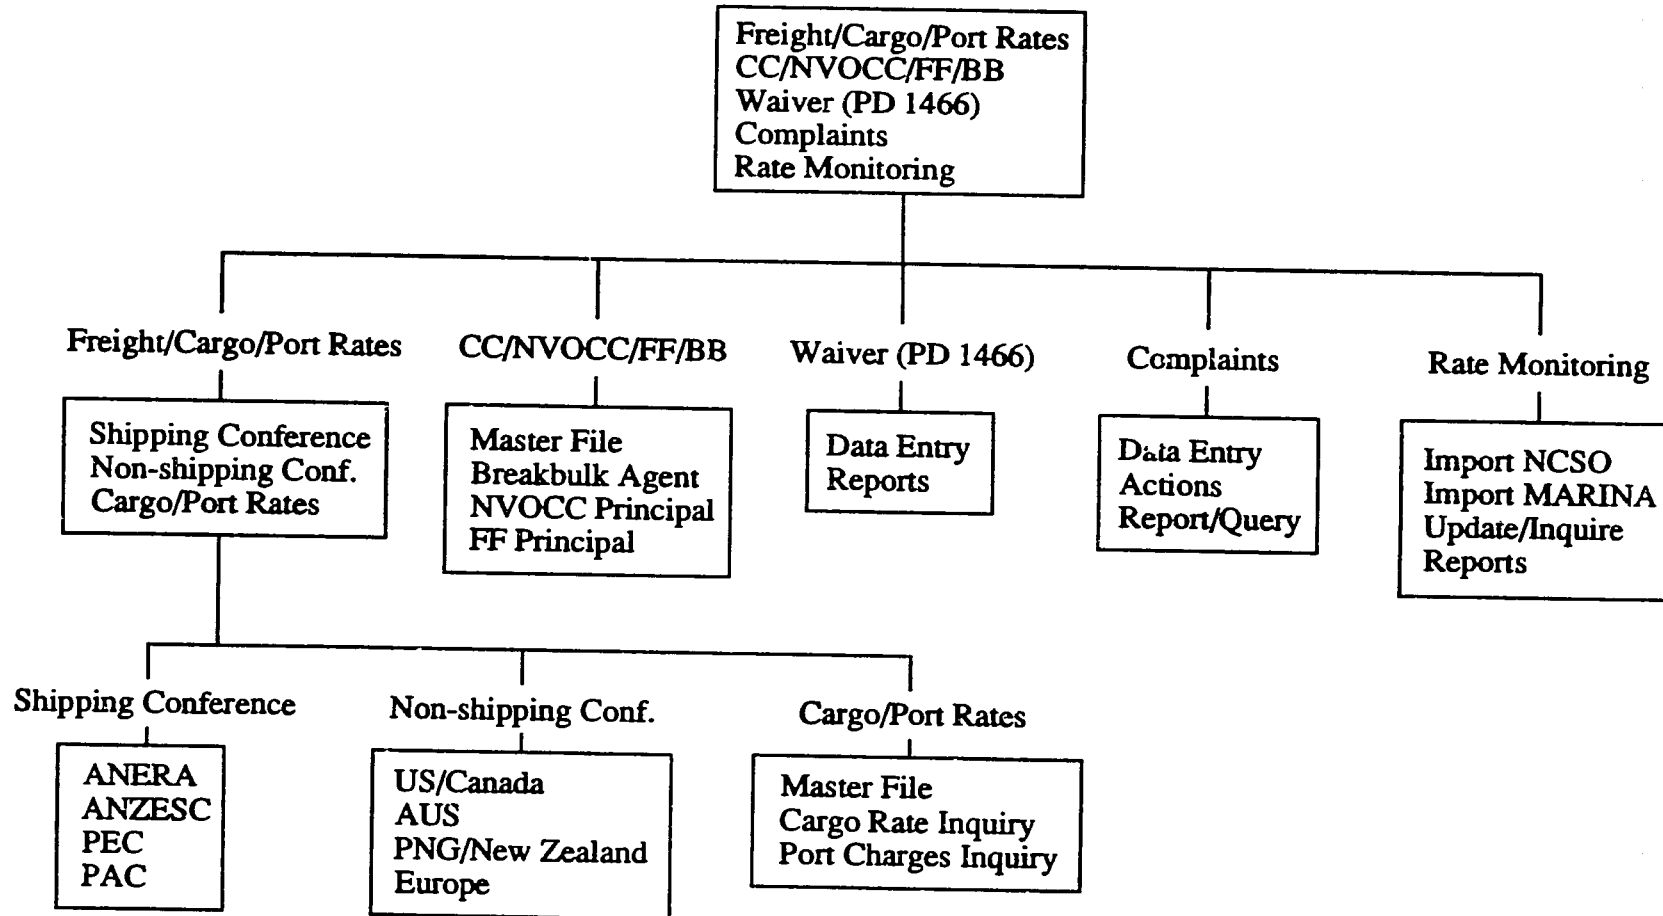 Freight/Cargo/Port Rates
CC/NVOCC/FF/BB
Waiver (PD 1466)
Complaints
Rate Monitoring
Freight/Cargo/Port Rates
Shipping Conference
Non-shipping Conf.
Cargo/Port Rates
CC/NVOCC/FF/BB
Master File
Breakbulk Agent
NVOCC Principal
FF Principal
Waiver (PD 1466)
Data Entry
Reports
Complaints
Data Entry
Actions
Report/Query
Rate Monitoring
Import NCSO
Import MARINA
Update/Inquire
Reports
Shipping Conference
ANERA
ANZESC
PEC
PAC
Non-shipping Conf.
US/Canada
AUS
PNG/New Zealand
Europe
Cargo/Port Rates
Master File
Cargo Rate Inquiry
Port Charges Inquiry